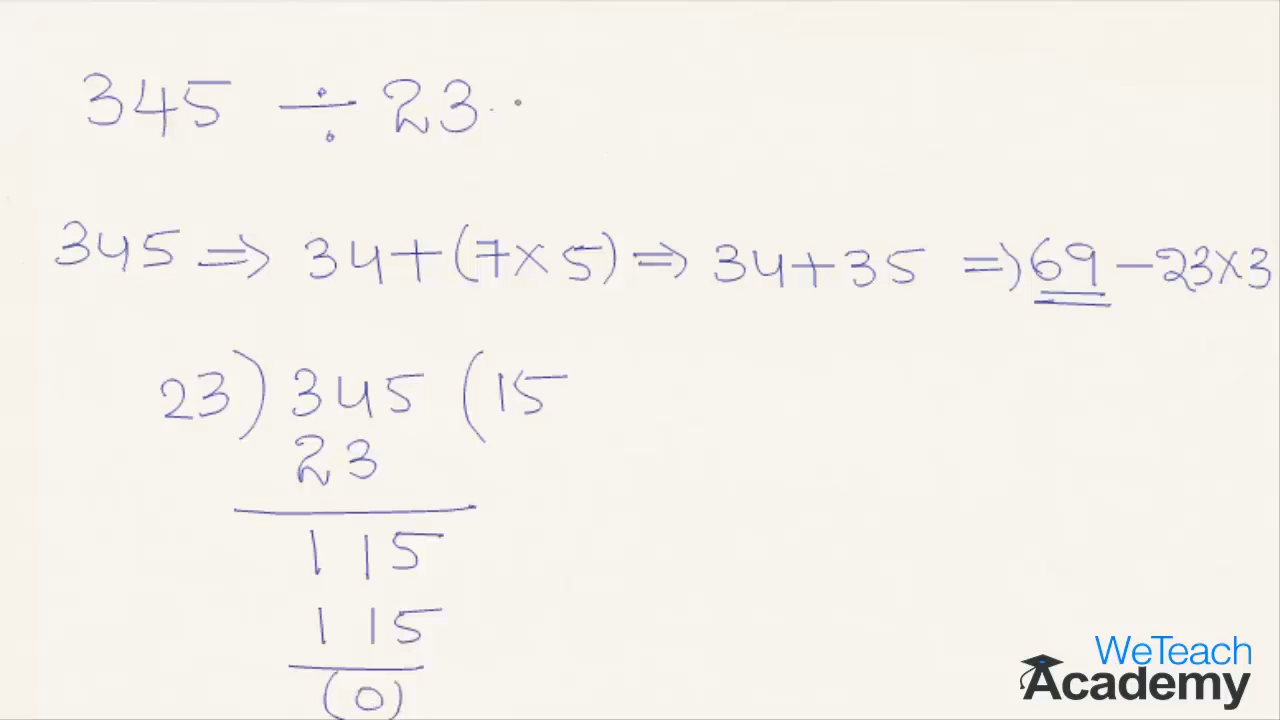 345 ÷ 23
345 ⇒ 34+(7×5) ⇒ 34+35 ⇒ 69 – 23×3
23) 345 (15
23
115
115
(0)
WeTeach
Academy